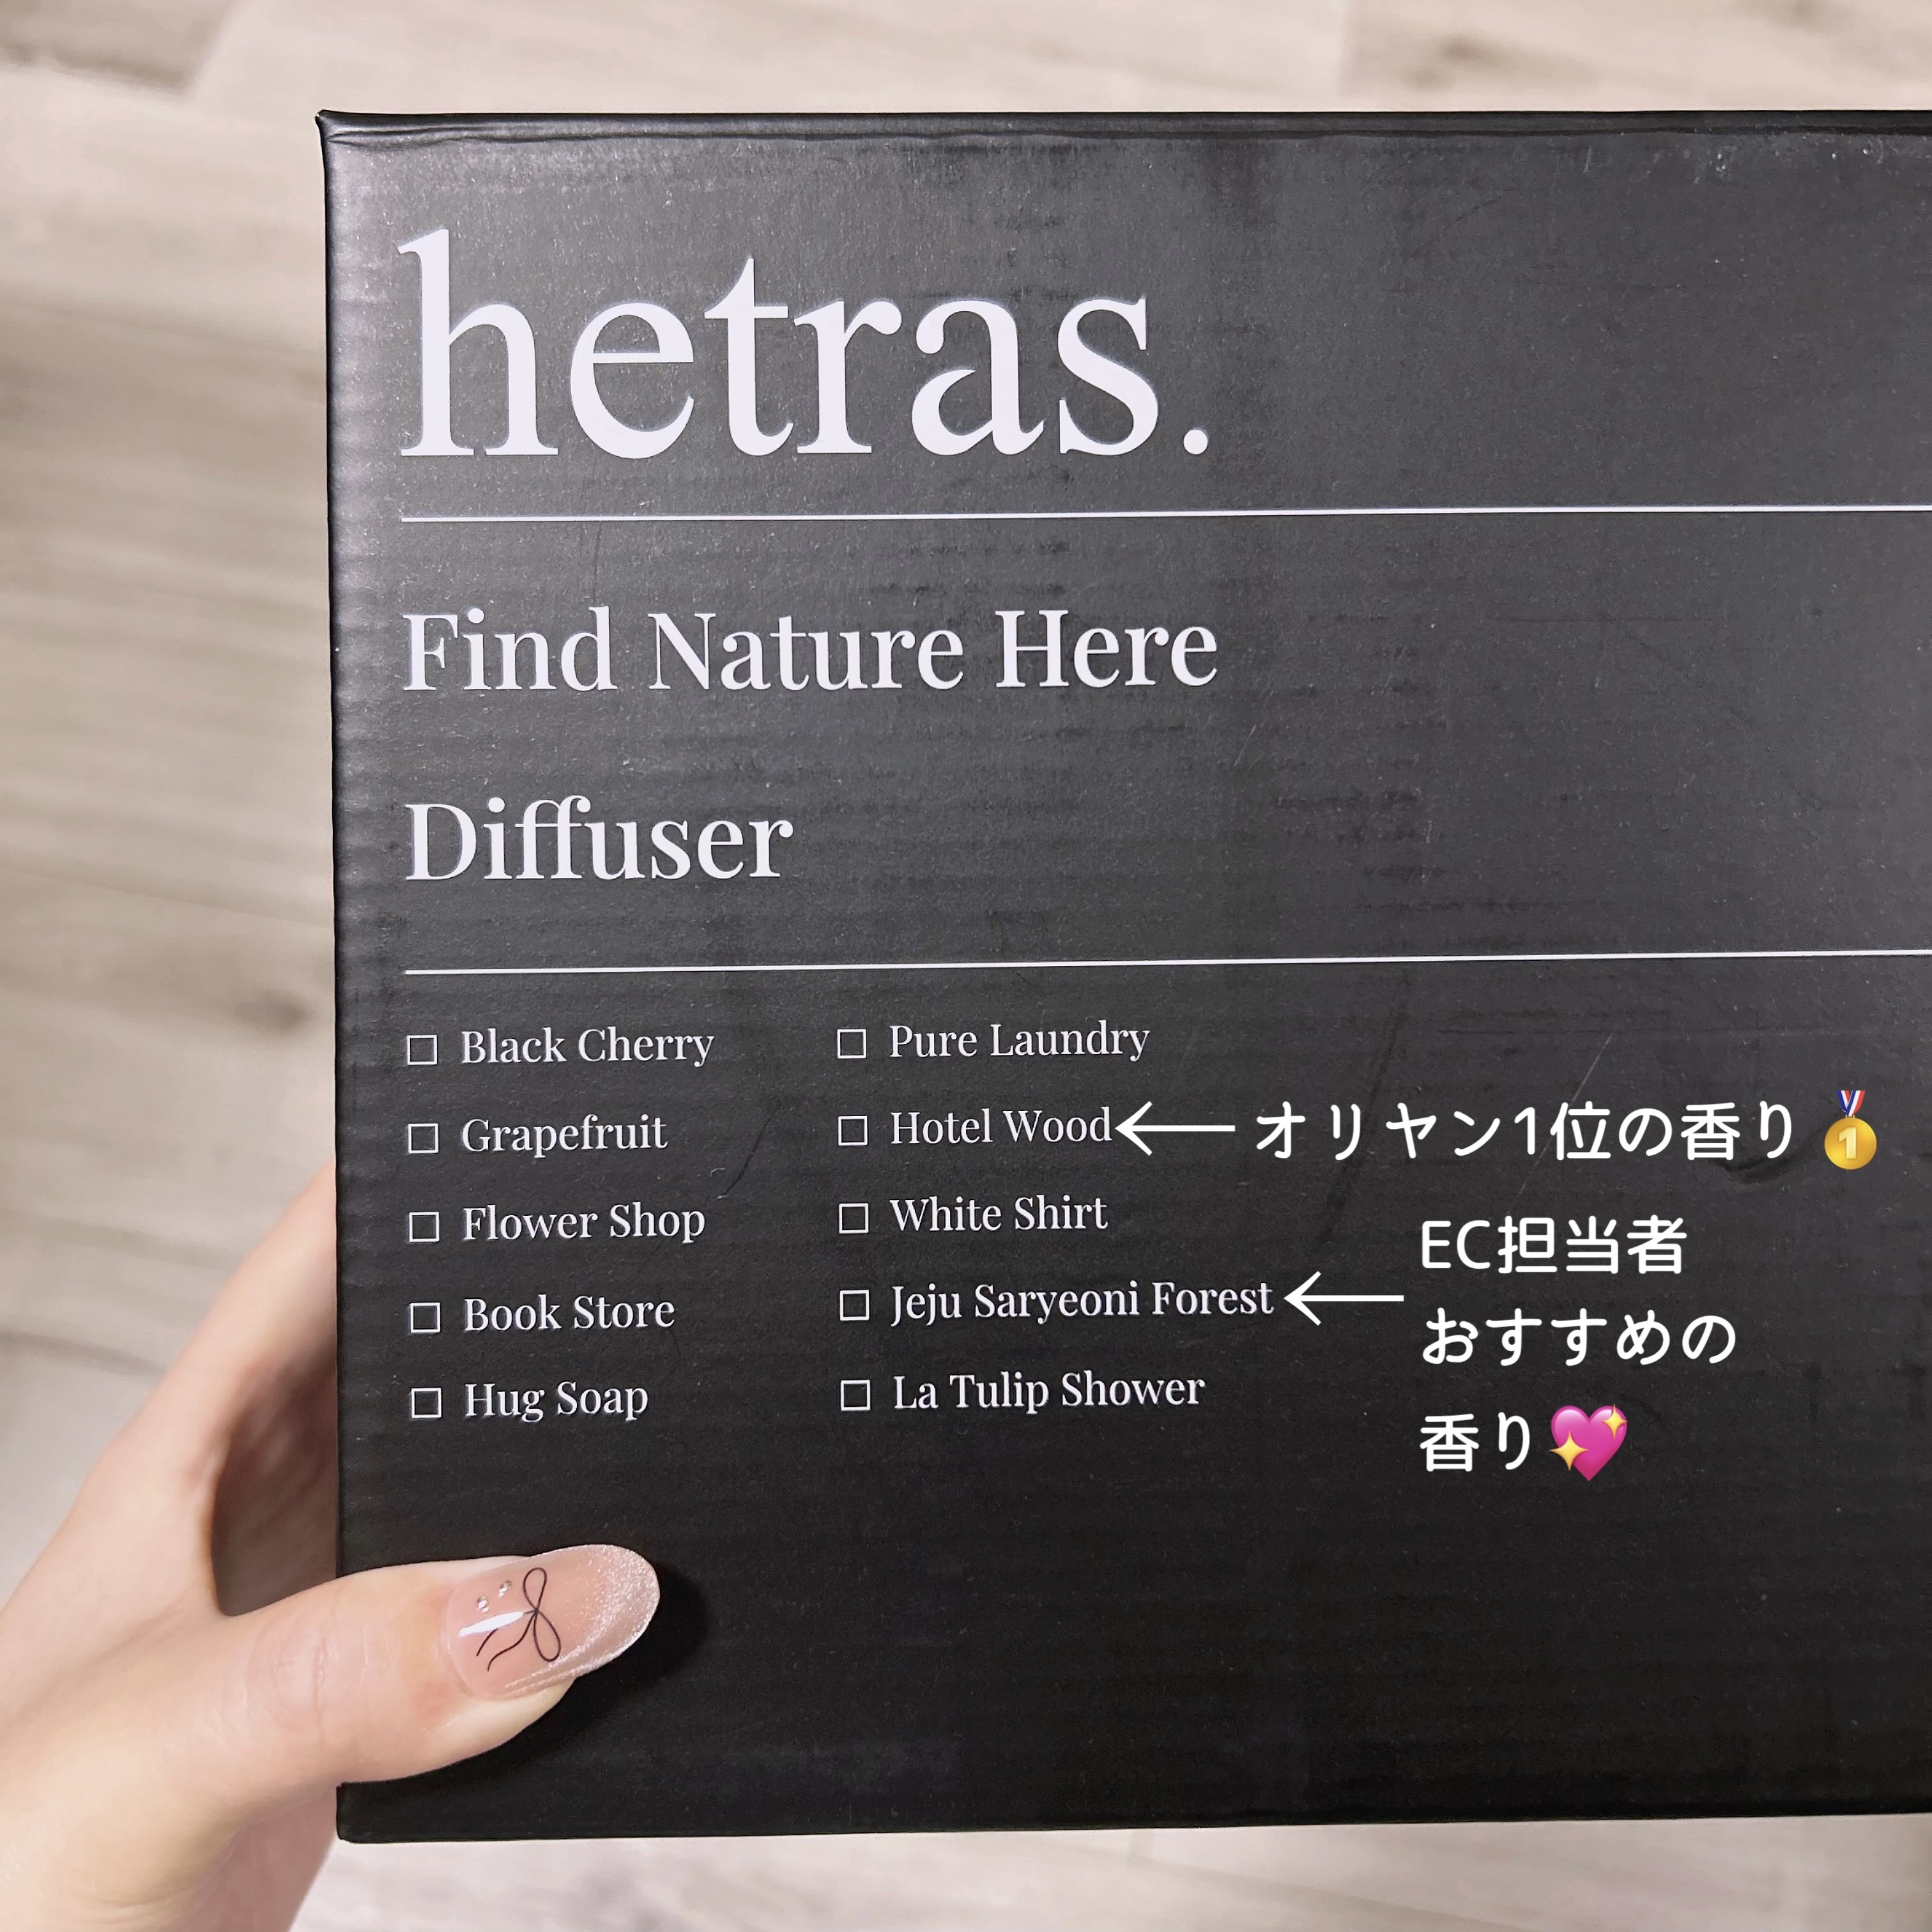 hetras.
Find Nature Here
Diffuser
□ Black Cherry
□ Grapefruit
□ Flower Shop
□ Book Store
□ Hug Soap
□ Pure Laundry
□ Hotel Wood
← オリヤン1位の香り🥇
□ White Shirt
□ Jeju Saryeoni Forest
← EC担当者
おすすめの
香り💖
□ La Tulip Shower